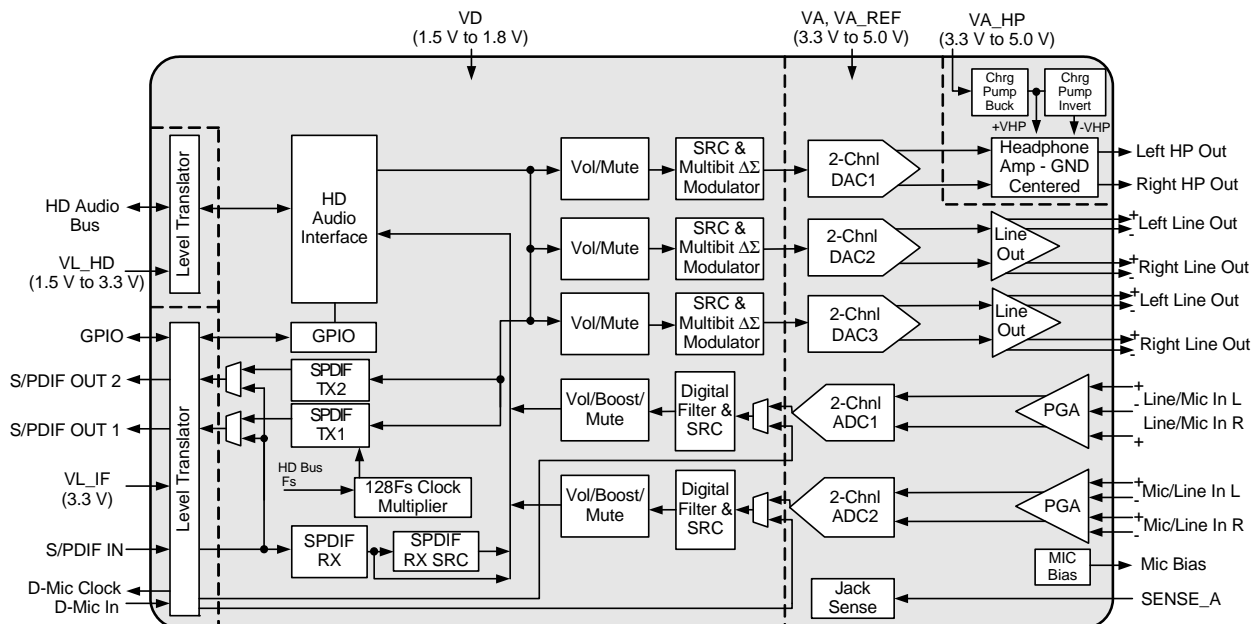 VD
(1.5 V to 1.8 V)
VA, VA_REF
(3.3 V to 5.0 V)
VA_HP
(3.3 V to 5.0 V)
Chrg
Pump
Buck
Chrg
Pump
Invert
+VHP
-VHP
Level Translator
HD
Audio
Interface
Vol/Mute
SRC &
Multibit ΔΣ
Modulator
2-Chnl
DAC1
Headphone
Amp - GND
Centered
Left HP Out
Right HP Out
HD Audio
Bus
VL_HD
(1.5 V to 3.3 V)
Vol/Mute
SRC &
Multibit ΔΣ
Modulator
2-Chnl
DAC2
Line
Out
+
-
Left Line Out
+
-
Right Line Out
GPIO
Level Translator
GPIO
Vol/Mute
SRC &
Multibit ΔΣ
Modulator
2-Chnl
DAC3
Line
Out
+
-
Left Line Out
+
-
Right Line Out
S/PDIF OUT 2
SPDIF
TX2
S/PDIF OUT 1
SPDIF
TX1
Vol/Boost/
Mute
Digital
Filter &
SRC
2-Chnl
ADC1
PGA
+
-
Line/Mic In L
Line/Mic In R
+
VL_IF
(3.3 V)
HD Bus
Fs
128Fs Clock
Multiplier
Vol/Boost/
Mute
Digital
Filter &
SRC
2-Chnl
ADC2
PGA
+
-
Mic/Line In L
+
-
Mic/Line In R
S/PDIF IN
SPDIF
RX
SPDIF
RX SRC
MIC
Bias
Mic Bias
D-Mic Clock
D-Mic In
Jack
Sense
SENSE_A